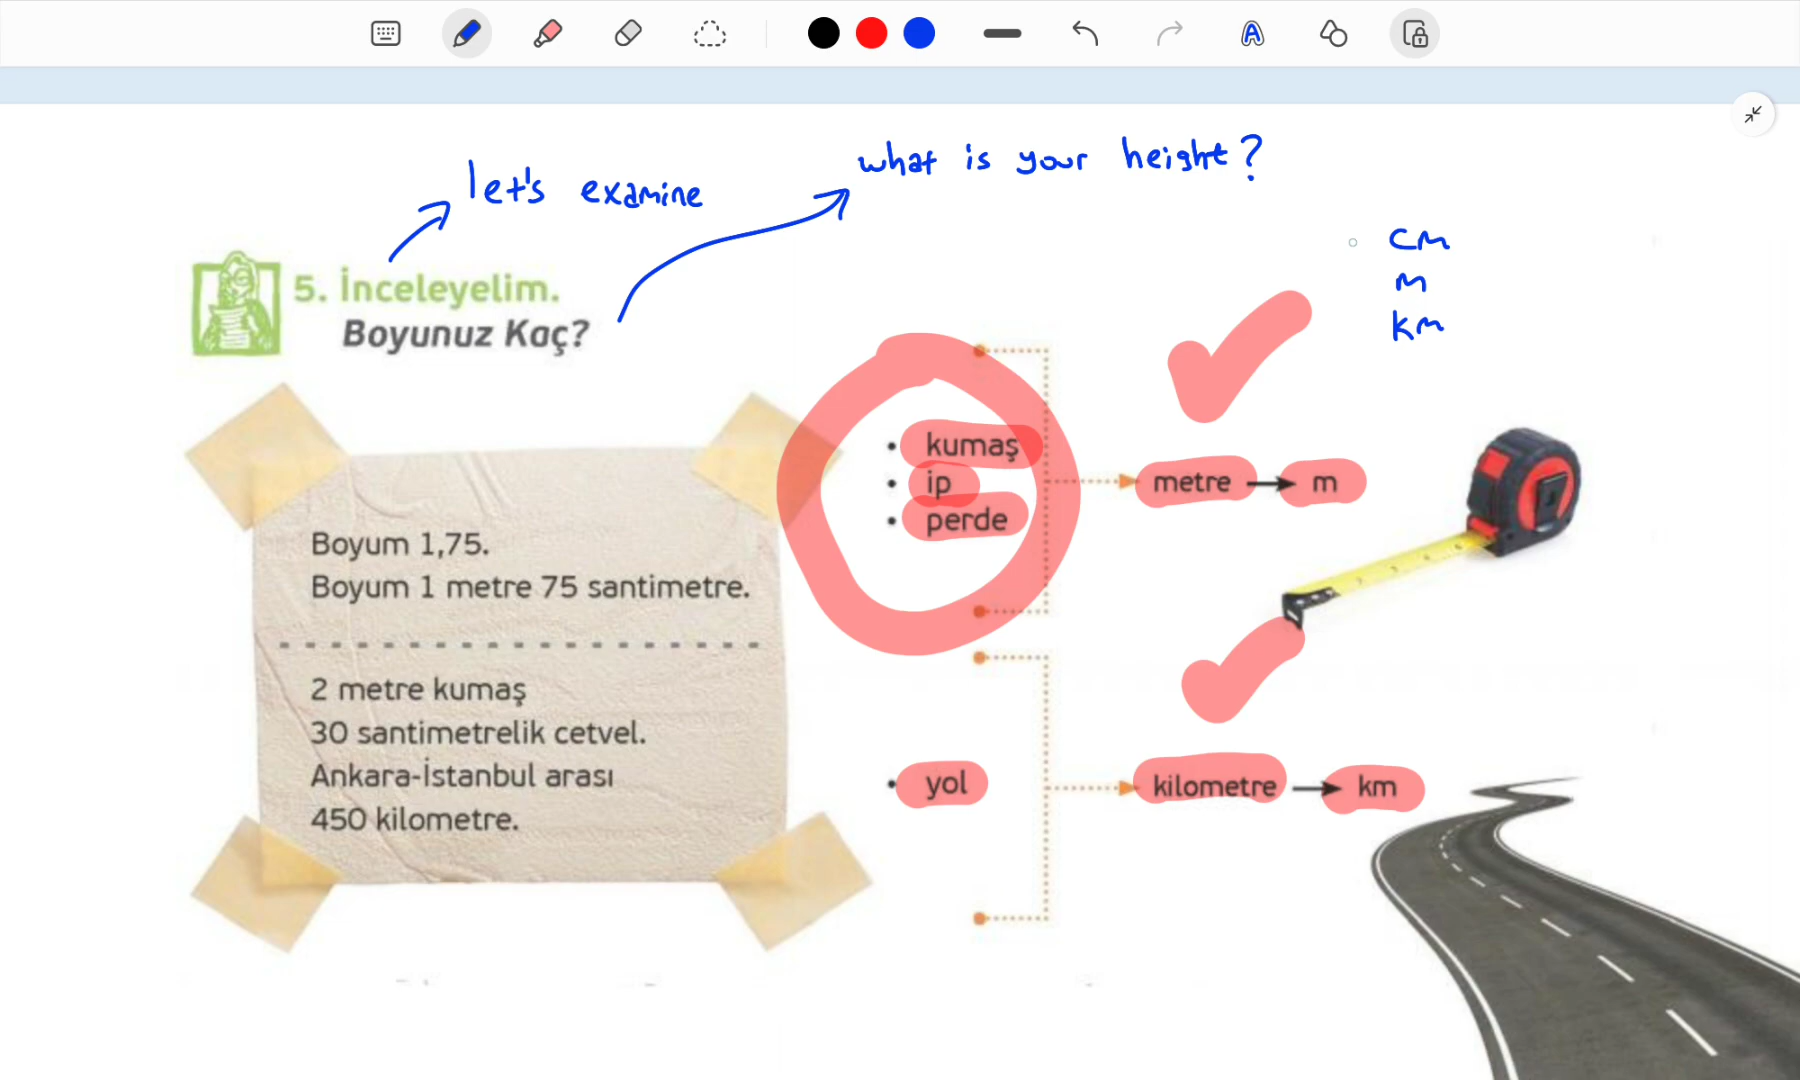 let's examine
what is your height?
cm
m
km
5. İnceleyelim.
Boyunuz Kaç?
Boyum 1,75.
Boyum 1 metre 75 santimetre.
2 metre kumaş
30 santimetrelik cetvel.
Ankara-İstanbul arası
450 kilometre.
• kumaş
• ip
• perde
metre → m
• yol
kilometre → km